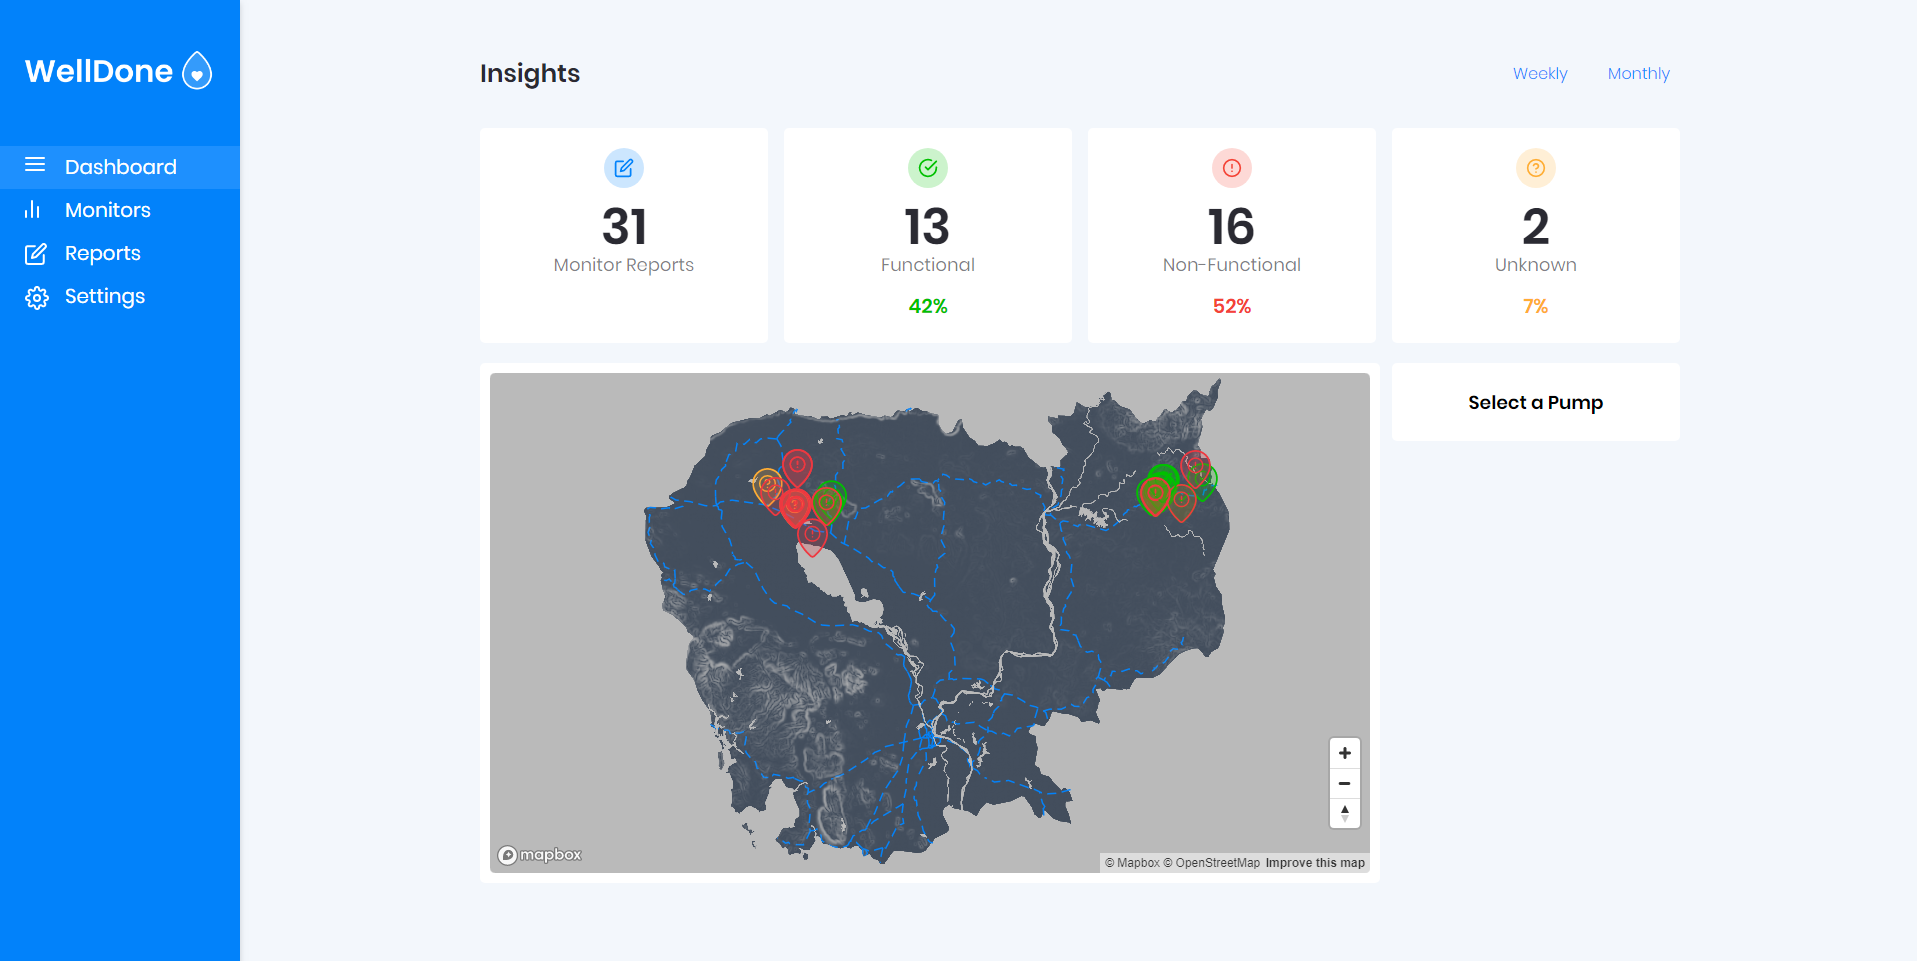 WellDone
Dashboard
Monitors
Reports
Settings
Insights
Weekly
Monthly
31
Monitor Reports
13
Functional
42%
16
Non-Functional
52%
2
Unknown
7%
Select a Pump
mapbox
© Mapbox © OpenStreetMap Improve this map